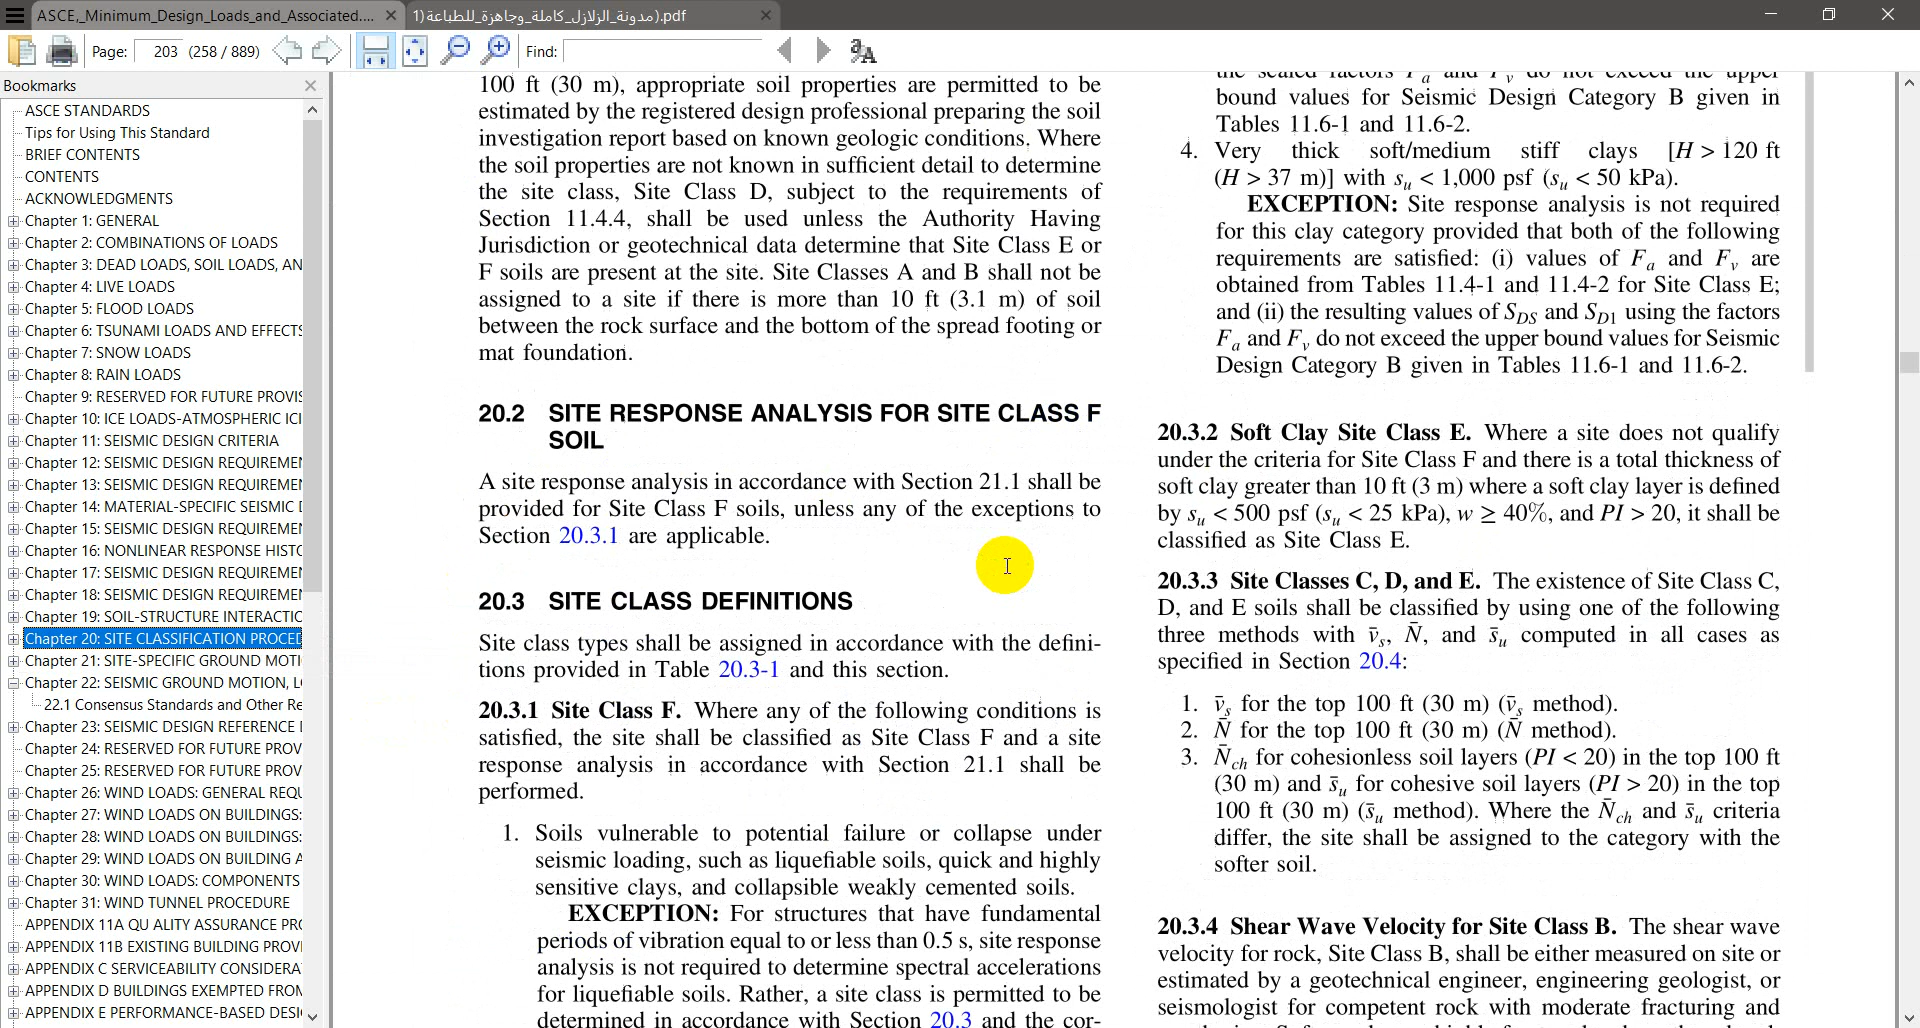 ASCE,_Minimum_Design_Loads_and_Associated....
1)مدونة_الزلازل_كاملة_وجاهزة_للطباعة).pdf
Page: 203 (258 / 889)
Find:
Bookmarks
ASCE STANDARDS
Tips for Using This Standard
BRIEF CONTENTS
CONTENTS
ACKNOWLEDGMENTS
Chapter 1: GENERAL
Chapter 2: COMBINATIONS OF LOADS
Chapter 3: DEAD LOADS, SOIL LOADS, AN
Chapter 4: LIVE LOADS
Chapter 5: FLOOD LOADS
Chapter 6: TSUNAMI LOADS AND EFFECTS
Chapter 7: SNOW LOADS
Chapter 8: RAIN LOADS
Chapter 9: RESERVED FOR FUTURE PROVIS
Chapter 10: ICE LOADS-ATMOSPHERIC ICI
Chapter 11: SEISMIC DESIGN CRITERIA
Chapter 12: SEISMIC DESIGN REQUIREME
Chapter 13: SEISMIC DESIGN REQUIREME
Chapter 14: MATERIAL-SPECIFIC SEISMIC
Chapter 15: SEISMIC DESIGN REQUIREME
Chapter 16: NONLINEAR RESPONSE HISTO
Chapter 17: SEISMIC DESIGN REQUIREME
Chapter 18: SEISMIC DESIGN REQUIREME
Chapter 19: SOIL-STRUCTURE INTERACTIO
Chapter 20: SITE CLASSIFICATION PROCED
Chapter 21: SITE-SPECIFIC GROUND MOTI
Chapter 22: SEISMIC GROUND MOTION, L
22.1 Consensus Standards and Other Re
Chapter 23: SEISMIC DESIGN REFERENCE
Chapter 24: RESERVED FOR FUTURE PROV
Chapter 25: RESERVED FOR FUTURE PROV
Chapter 26: WIND LOADS: GENERAL REQU
Chapter 27: WIND LOADS ON BUILDINGS:
Chapter 28: WIND LOADS ON BUILDINGS:
Chapter 29: WIND LOADS ON BUILDING A
Chapter 30: WIND LOADS: COMPONENTS
Chapter 31: WIND TUNNEL PROCEDURE
APPENDIX 11A QU ALITY ASSURANCE PRO
APPENDIX 11B EXISTING BUILDING PROVI
APPENDIX C SERVICEABILITY CONSIDERA
APPENDIX D BUILDINGS EXEMPTED FROM
APPENDIX E PERFORMANCE-BASED DESI
100 ft (30 m), appropriate soil properties are permitted to be
estimated by the registered design professional preparing the soil
investigation report based on known geologic conditions. Where
the soil properties are not known in sufficient detail to determine
the site class, Site Class D, subject to the requirements of
Section 11.4.4, shall be used unless the Authority Having
Jurisdiction or geotechnical data determine that Site Class E or
F soils are present at the site. Site Classes A and B shall not be
assigned to a site if there is more than 10 ft (3.1 m) of soil
between the rock surface and the bottom of the spread footing or
mat foundation.
20.2 SITE RESPONSE ANALYSIS FOR SITE CLASS F
SOIL
A site response analysis in accordance with Section 21.1 shall be
provided for Site Class F soils, unless any of the exceptions to
Section 20.3.1 are applicable.
20.3 SITE CLASS DEFINITIONS
Site class types shall be assigned in accordance with the defini-
tions provided in Table 20.3-1 and this section.
20.3.1 Site Class F. Where any of the following conditions is
satisfied, the site shall be classified as Site Class F and a site
response analysis in accordance with Section 21.1 shall be
performed.
1. Soils vulnerable to potential failure or collapse under
seismic loading, such as liquefiable soils, quick and highly
sensitive clays, and collapsible weakly cemented soils.
EXCEPTION: For structures that have fundamental
periods of vibration equal to or less than 0.5 s, site response
analysis is not required to determine spectral accelerations
for liquefiable soils. Rather, a site class is permitted to be
determined in accordance with Section 20.3 and the cor-
the scaled factors Fa and Fv do not exceed the upper
bound values for Seismic Design Category B given in
Tables 11.6-1 and 11.6-2.
4. Very thick soft/medium stiff clays [H > 120 ft
(H > 37 m)] with su < 1,000 psf (su < 50 kPa).
EXCEPTION: Site response analysis is not required
for this clay category provided that both of the following
requirements are satisfied: (i) values of Fa and Fv are
obtained from Tables 11.4-1 and 11.4-2 for Site Class E;
and (ii) the resulting values of SDS and SD1 using the factors
Fa and Fv do not exceed the upper bound values for Seismic
Design Category B given in Tables 11.6-1 and 11.6-2.
20.3.2 Soft Clay Site Class E. Where a site does not qualify
under the criteria for Site Class F and there is a total thickness of
soft clay greater than 10 ft (3 m) where a soft clay layer is defined
by su < 500 psf (su < 25 kPa), w ≥ 40%, and PI > 20, it shall be
classified as Site Class E.
20.3.3 Site Classes C, D, and E. The existence of Site Class C,
D, and E soils shall be classified by using one of the following
three methods with v̄s, N̄, and s̄u computed in all cases as
specified in Section 20.4:
1. v̄s for the top 100 ft (30 m) (v̄s method).
2. N̄ for the top 100 ft (30 m) (N̄ method).
3. N̄ch for cohesionless soil layers (PI < 20) in the top 100 ft
(30 m) and s̄u for cohesive soil layers (PI > 20) in the top
100 ft (30 m) (s̄u method). Where the N̄ch and s̄u criteria
differ, the site shall be assigned to the category with the
softer soil.
20.3.4 Shear Wave Velocity for Site Class B. The shear wave
velocity for rock, Site Class B, shall be either measured on site or
estimated by a geotechnical engineer, engineering geologist, or
seismologist for competent rock with moderate fracturing and